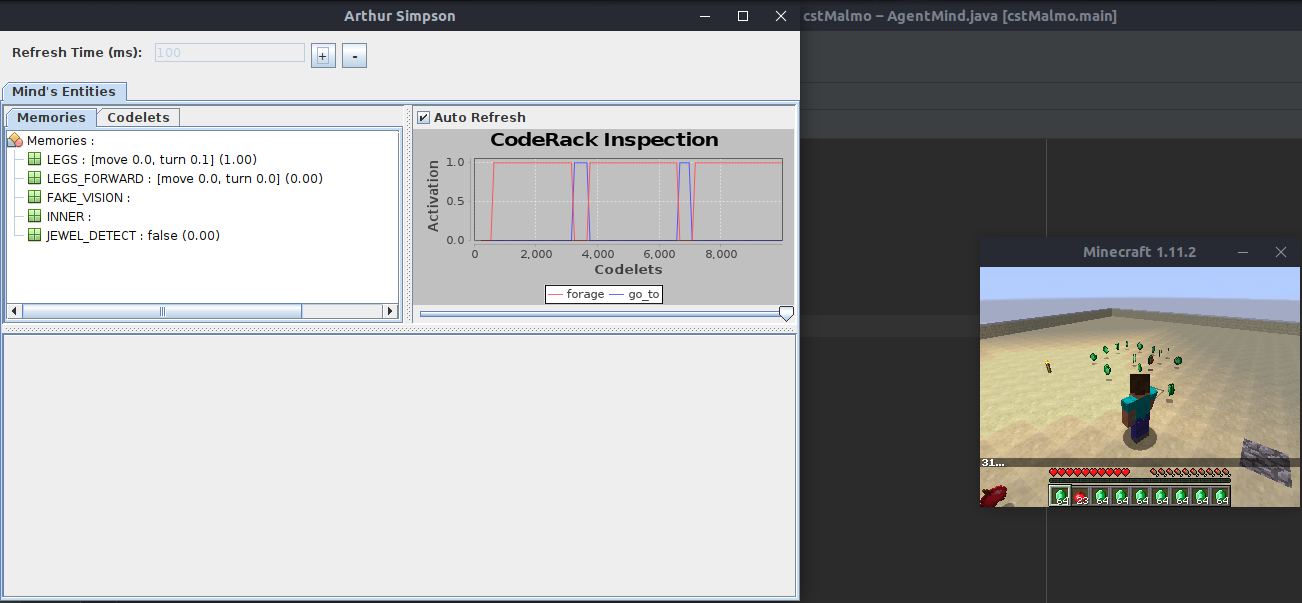 Arthur Simpson
cstMalmo – AgentMind.java [cstMalmo.main]
Refresh Time (ms): 100 + -
Mind's Entities
Memories Codelets
Memories :
LEGS : [move 0.0, turn 0.1] (1.00)
LEGS_FORWARD : [move 0.0, turn 0.0] (0.00)
FAKE_VISION :
INNER :
JEWEL_DETECT : false (0.00)
Auto Refresh
CodeRack Inspection
Activation
1.0
0.5
0.0
0 2,000 4,000 6,000 8,000
Codelets
forage go_to
Minecraft 1.11.2
31...
64 23 64 64 64 64 64 64 64